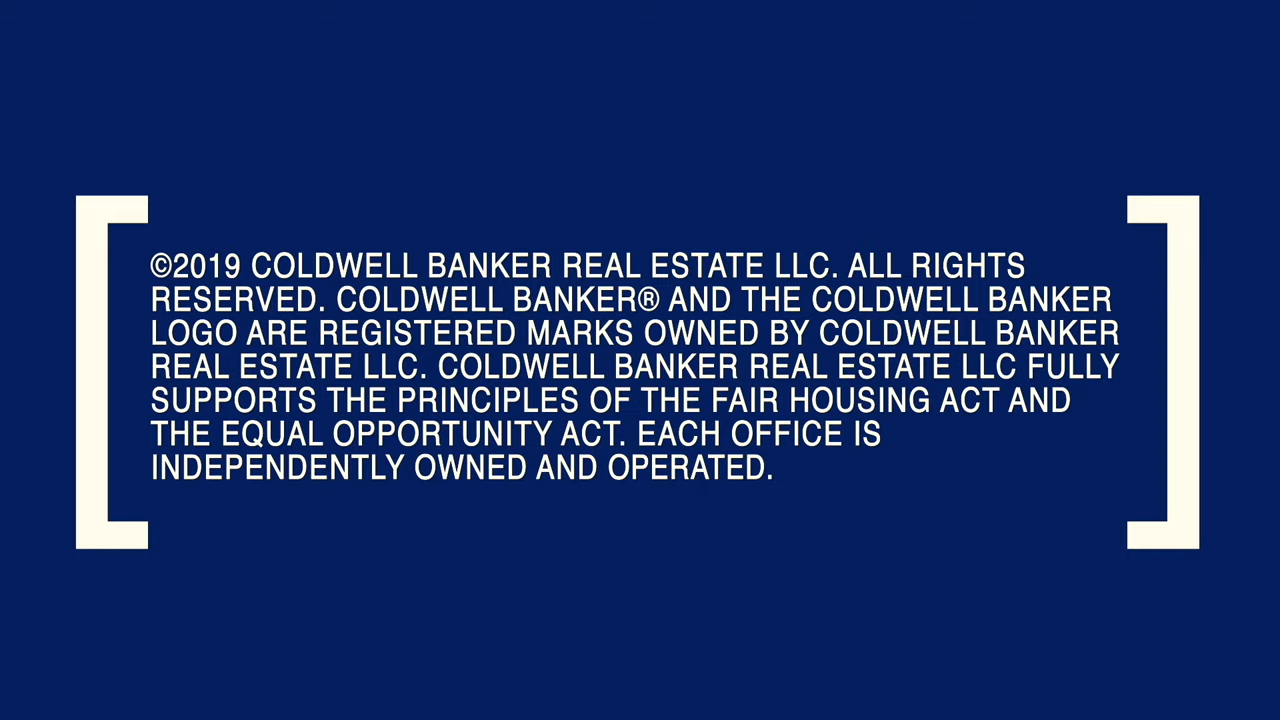 ©2019 COLDWELL BANKER REAL ESTATE LLC. ALL RIGHTS
RESERVED. COLDWELL BANKER® AND THE COLDWELL BANKER
LOGO ARE REGISTERED MARKS OWNED BY COLDWELL BANKER
REAL ESTATE LLC. COLDWELL BANKER REAL ESTATE LLC FULLY
SUPPORTS THE PRINCIPLES OF THE FAIR HOUSING ACT AND
THE EQUAL OPPORTUNITY ACT. EACH OFFICE IS
INDEPENDENTLY OWNED AND OPERATED.